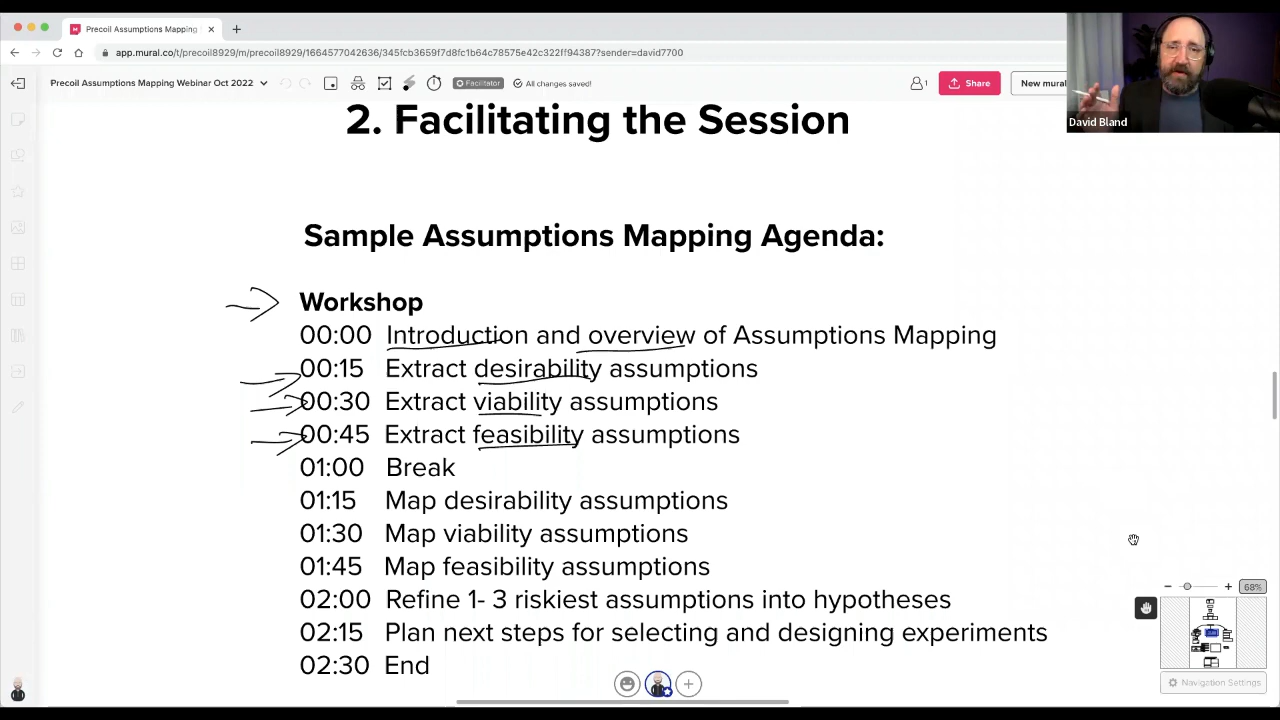 Precoil Assumptions Mapping
app.mural.co/t/precoil8929/m/precoil8929/1664577042636/345fcb3659f7d8fc1b64c78575e42c322ff94387?sender=david7700
Precoil Assumptions Mapping Webinar Oct 2022
Facilitator
All changes saved!
1
Share
New mural
David Bland
2. Facilitating the Session
Sample Assumptions Mapping Agenda:
Workshop
00:00 Introduction and overview of Assumptions Mapping
00:15 Extract desirability assumptions
00:30 Extract viability assumptions
00:45 Extract feasibility assumptions
01:00 Break
01:15 Map desirability assumptions
01:30 Map viability assumptions
01:45 Map feasibility assumptions
02:00 Refine 1- 3 riskiest assumptions into hypotheses
02:15 Plan next steps for selecting and designing experiments
02:30 End
68%
Navigation Settings